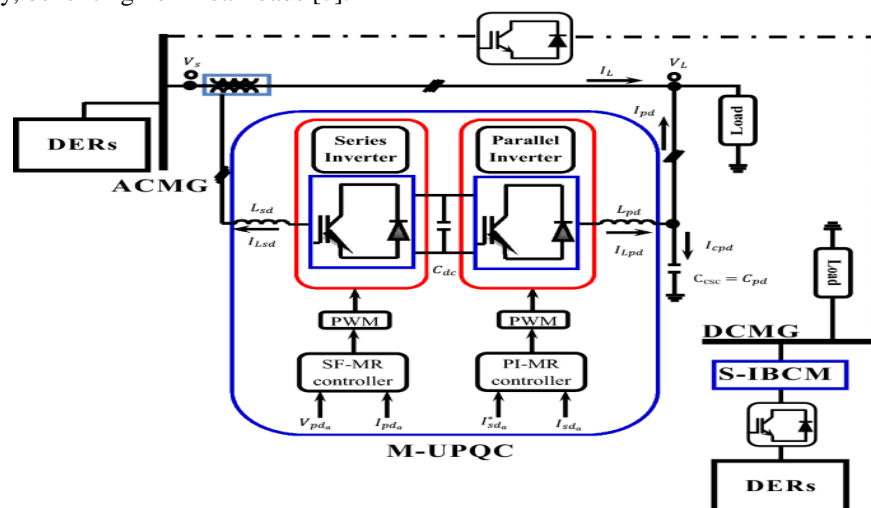 V_s
I_L
V_L
I_pd
Load
DERs
Series
Inverter
Parallel
Inverter
ACMG
L_sd
L_pd
I_Lsd
I_Lpd
I_cpd
C_dc
C_CSC = C_pd
Load
PWM
PWM
DCMG
SF-MR
controller
PI-MR
controller
S-IBCM
V_pd_a
I_pd_a
I*_sd_a
I_sd_a
M-UPQC
DERs